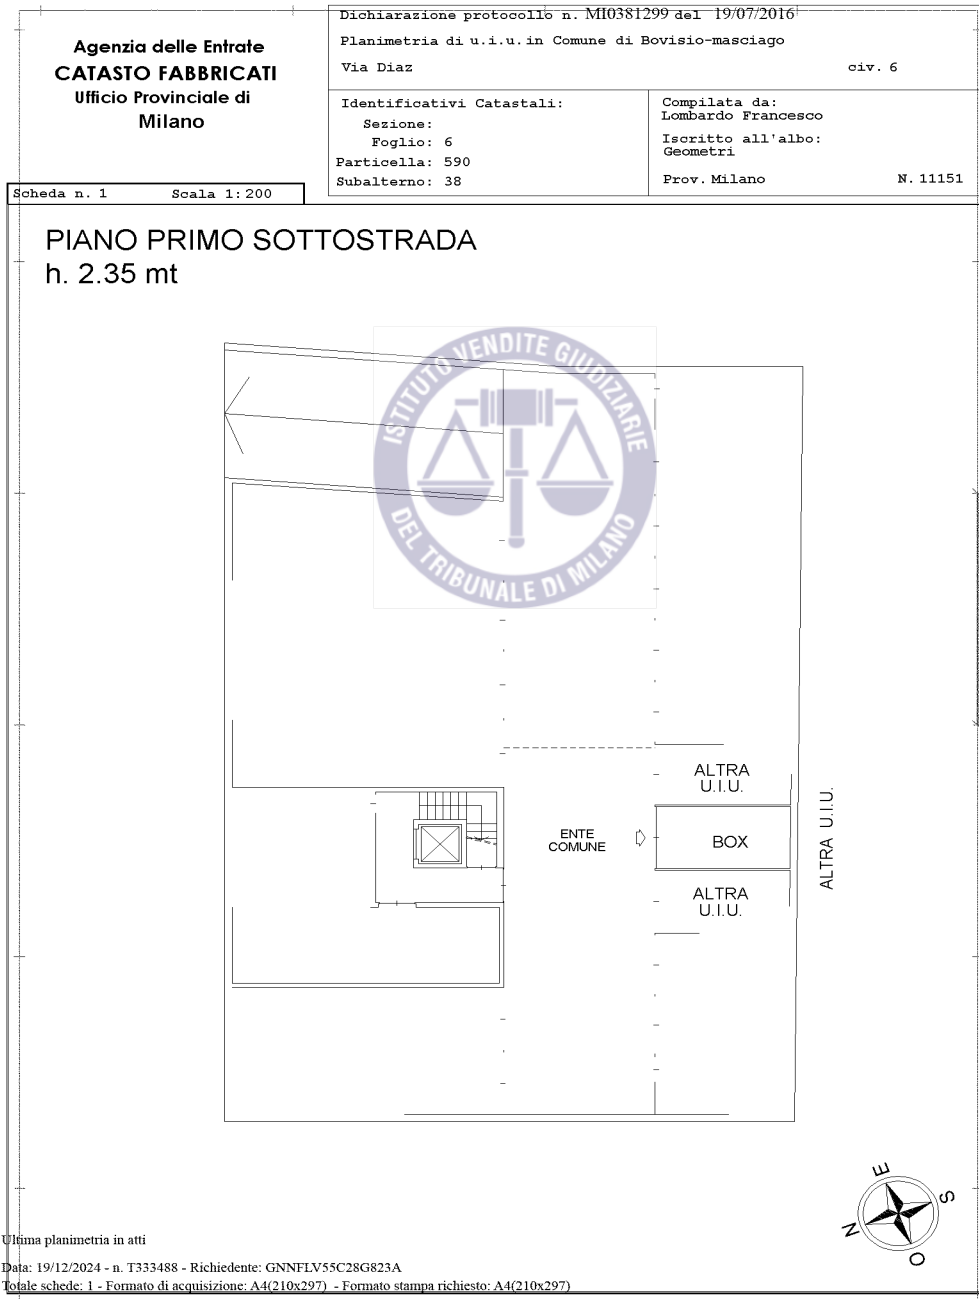 Agenzia delle Entrate
CATASTO FABBRICATI
Ufficio Provinciale di
Milano
Dichiarazione protocollo n. MI0381299 del 19/07/2016
Planimetria di u.i.u. in Comune di Bovisio-masciago
Via Diaz civ. 6
Identificativi Catastali:
Sezione:
Foglio: 6
Particella: 590
Subalterno: 38
Compilata da:
Lombardo Francesco
Iscritto all'albo:
Geometri
Prov. Milano N. 11151
Scheda n. 1 Scala 1:200
PIANO PRIMO SOTTOSTRADA
h. 2.35 mt
ISTITUTO VENDITE GIUDIZIARIE
DEL TRIBUNALE DI MILANO
ALTRA
U.I.U.
ENTE
COMUNE
BOX
ALTRA U.I.U.
ALTRA
U.I.U.
E
S
N
O
Ultima planimetria in atti
Data: 19/12/2024 - n. T333488 - Richiedente: GNNFLV55C28G823A
Totale schede: 1 - Formato di acquisizione: A4(210x297) - Formato stampa richiesto: A4(210x297)